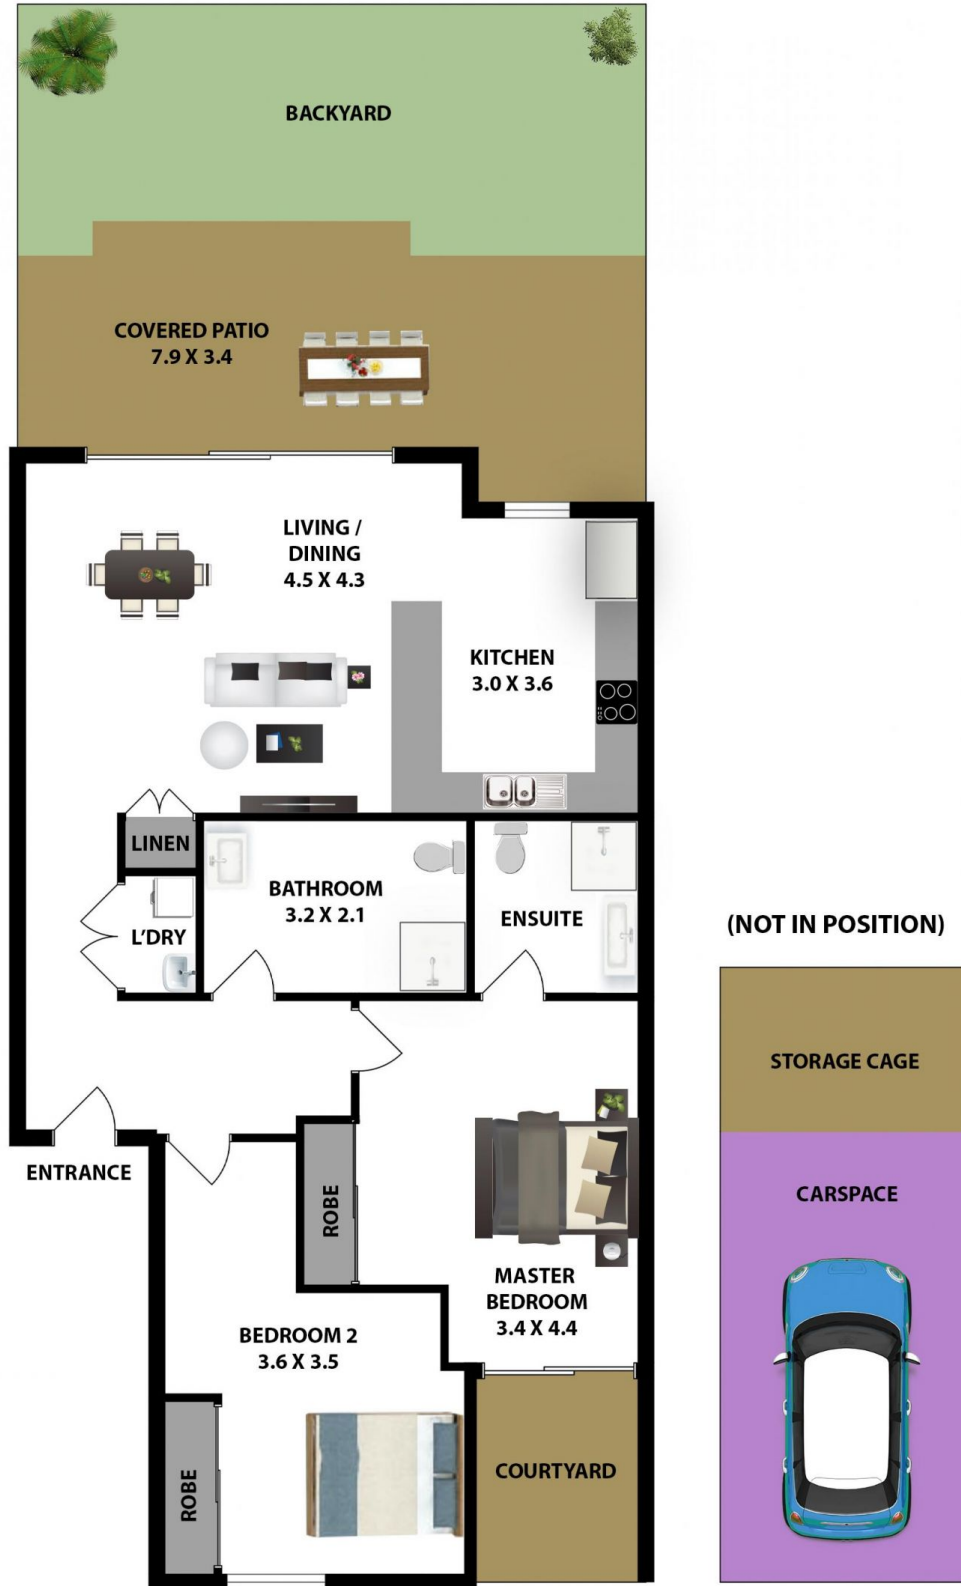 BACKYARD
COVERED PATIO
7.9 X 3.4
LIVING /
DINING
4.5 X 4.3
KITCHEN
3.0 X 3.6
LINEN
BATHROOM
3.2 X 2.1
L'DRY
ENSUITE
(NOT IN POSITION)
STORAGE CAGE
ENTRANCE
CARSPACE
ROBE
MASTER
BEDROOM
3.4 X 4.4
BEDROOM 2
3.6 X 3.5
ROBE
COURTYARD